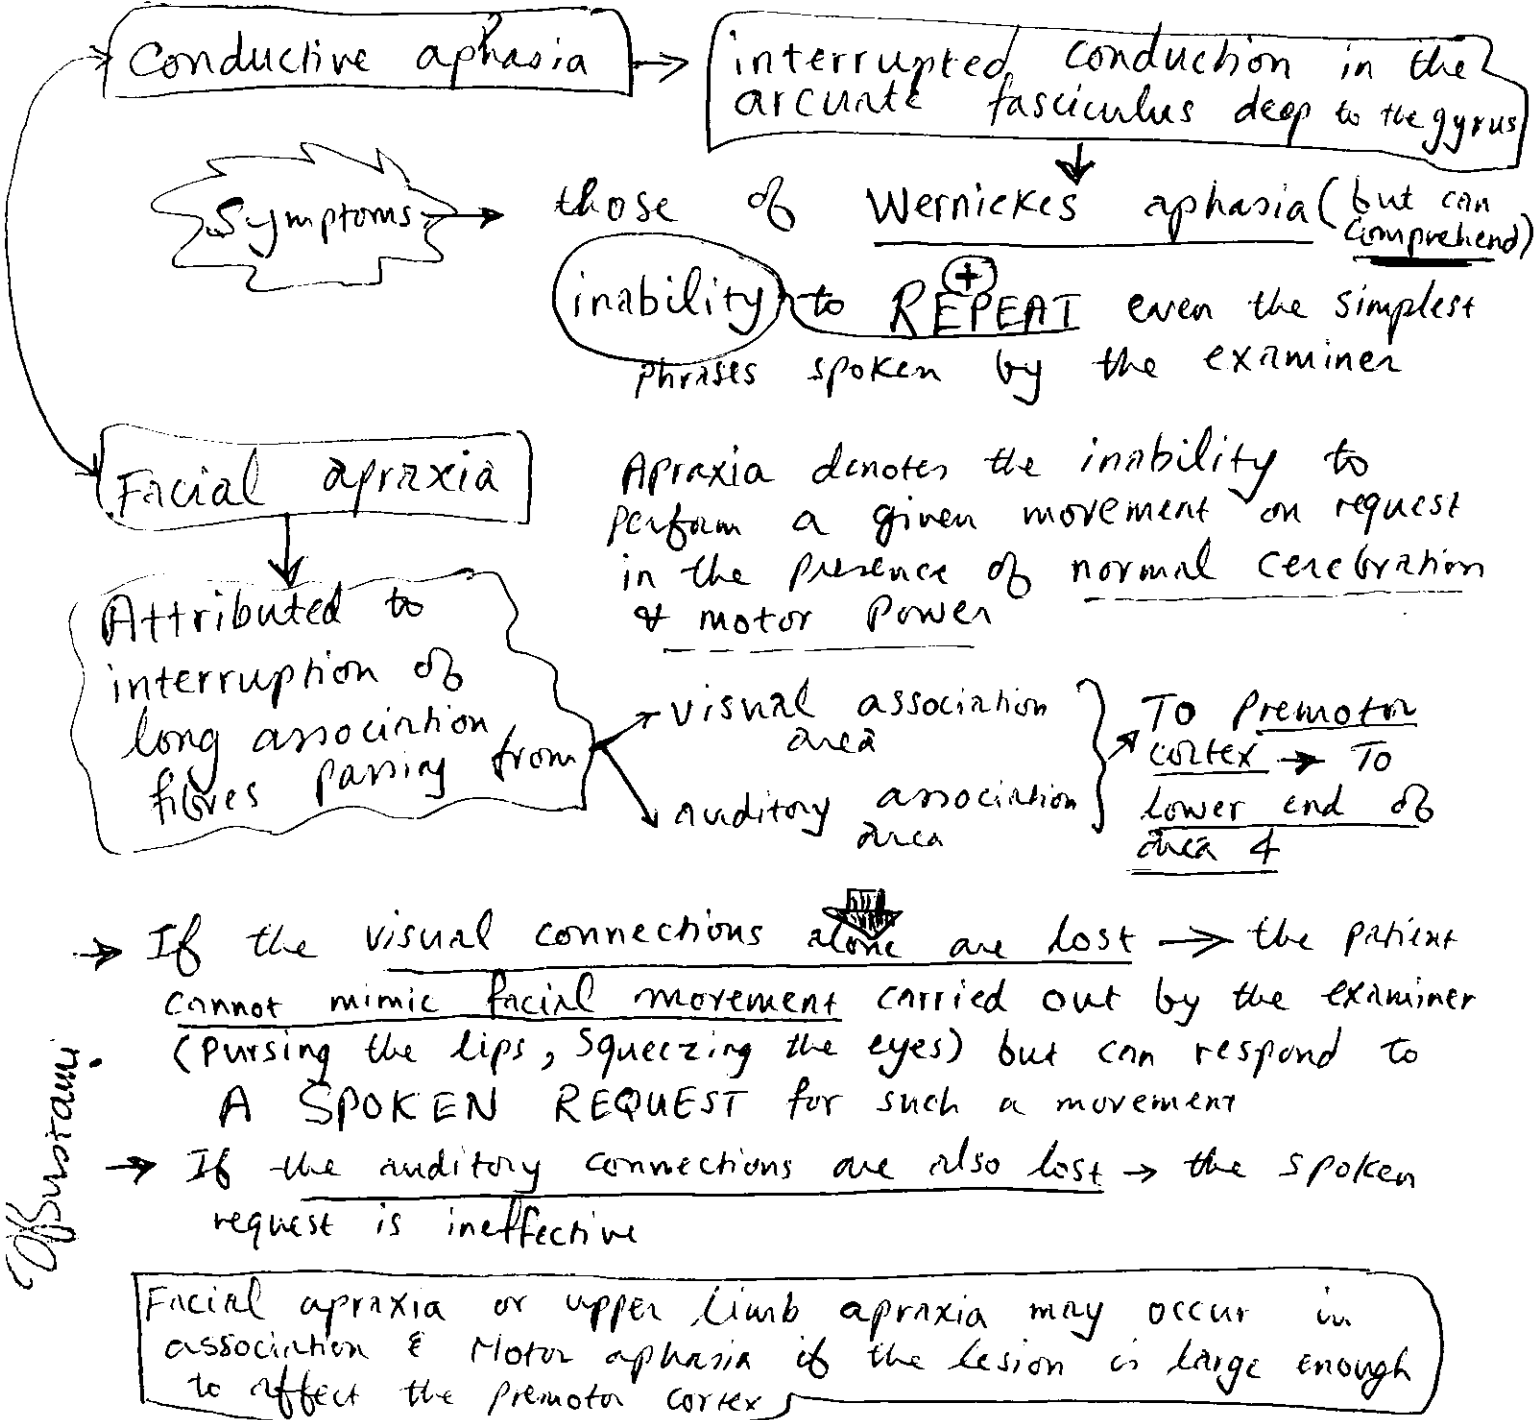 Conductive aphasia → interrupted conduction in the
arcuate fasciculus deep to the gyrus
Symptoms → those of Wernickes aphasia (but can
comprehend)
+
inability to REPEAT even the simplest
phrases spoken by the examiner
Facial apraxia
Apraxia denotes the inability to
perform a given movement on request
in the presence of normal cerebration
& motor power
Attributed to
interruption of
long association
fibres passing from
visual association
area
auditory association
area
To premotor
cortex → To
lower end of
area 4
→ If the visual connections alone are lost → the patient
cannot mimic facial movement carried out by the examiner
(pursing the lips, squeezing the eyes) but can respond to
A SPOKEN REQUEST for such a movement
→ If the auditory connections are also lost → the spoken
request is ineffective
Facial apraxia or upper limb apraxia may occur in
association c̄ Motor aphasia if the lesion is large enough
to affect the premotor cortex